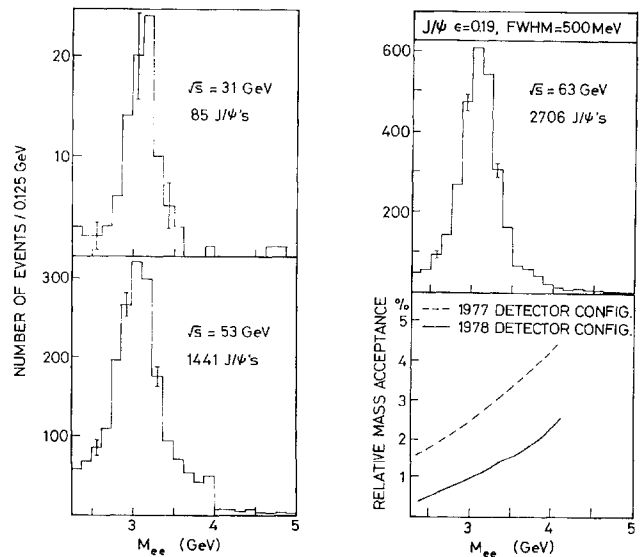 NUMBER OF EVENTS / 0.125 GeV
20
10
√s = 31 GeV
85 J/ψ's
300
200
100
√s = 53 GeV
1441 J/ψ's
3 4 5
M_ee (GeV)
J/ψ ϵ=0.19, FWHM=500MeV
600
400
200
√s = 63 GeV
2706 J/ψ's
RELATIVE MASS ACCEPTANCE %
5
4
3
2
1
--- 1977 DETECTOR CONFIG.
— 1978 DETECTOR CONFIG.
3 4 5
M_ee (GeV)